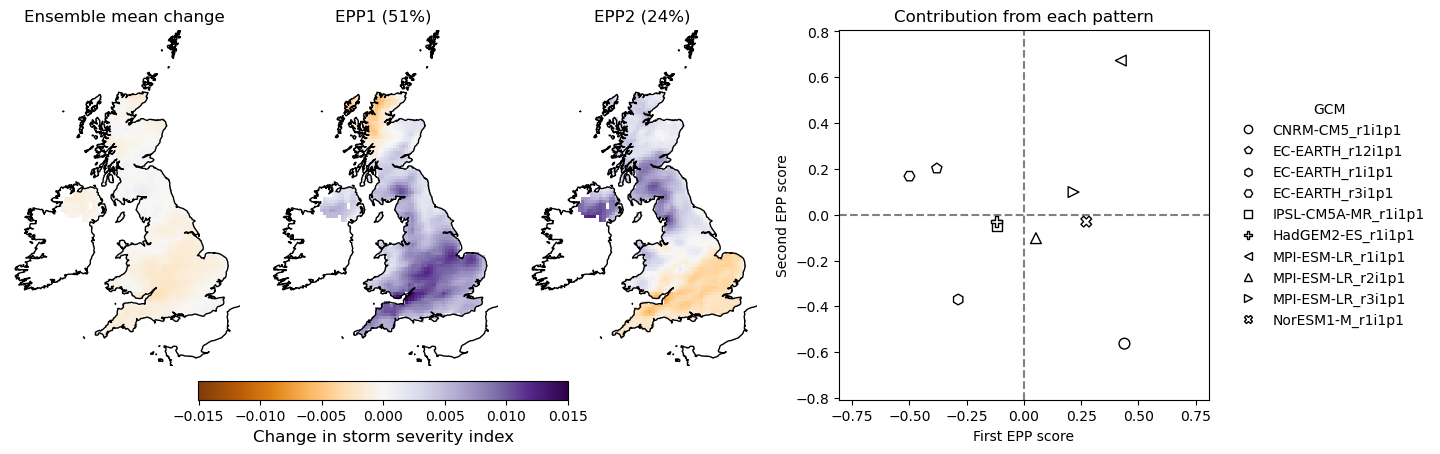 Ensemble mean change
EPP1 (51%)
EPP2 (24%)
Contribution from each pattern
−0.015
−0.010
−0.005
0.000
0.005
0.010
0.015
Change in storm severity index
0.8
0.6
0.4
0.2
0.0
−0.2
−0.4
−0.6
−0.8
Second EPP score
−0.75
−0.50
−0.25
0.00
0.25
0.50
0.75
First EPP score
GCM
CNRM-CM5_r1i1p1
EC-EARTH_r12i1p1
EC-EARTH_r1i1p1
EC-EARTH_r3i1p1
IPSL-CM5A-MR_r1i1p1
HadGEM2-ES_r1i1p1
MPI-ESM-LR_r1i1p1
MPI-ESM-LR_r2i1p1
MPI-ESM-LR_r3i1p1
NorESM1-M_r1i1p1